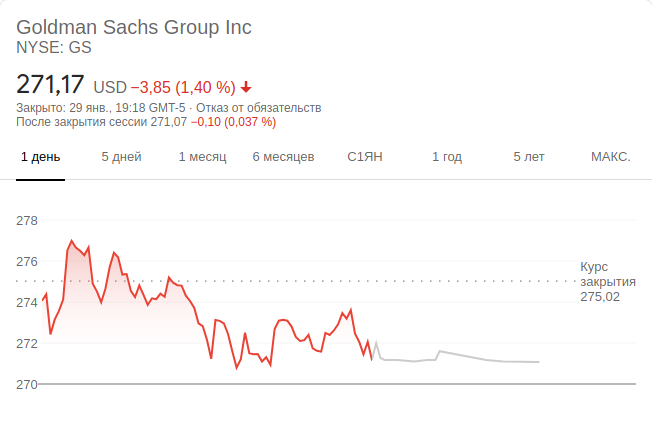 Goldman Sachs Group Inc
NYSE: GS
271,17 USD −3,85 (1,40 %)
Закрыто: 29 янв., 19:18 GMT-5 · Отказ от обязательств
После закрытия сессии 271,07 −0,10 (0,037 %)
1 день 5 дней 1 месяц 6 месяцев С1ЯН 1 год 5 лет МАКС.
278
276
274
272
270
Курс
закрытия
275,02